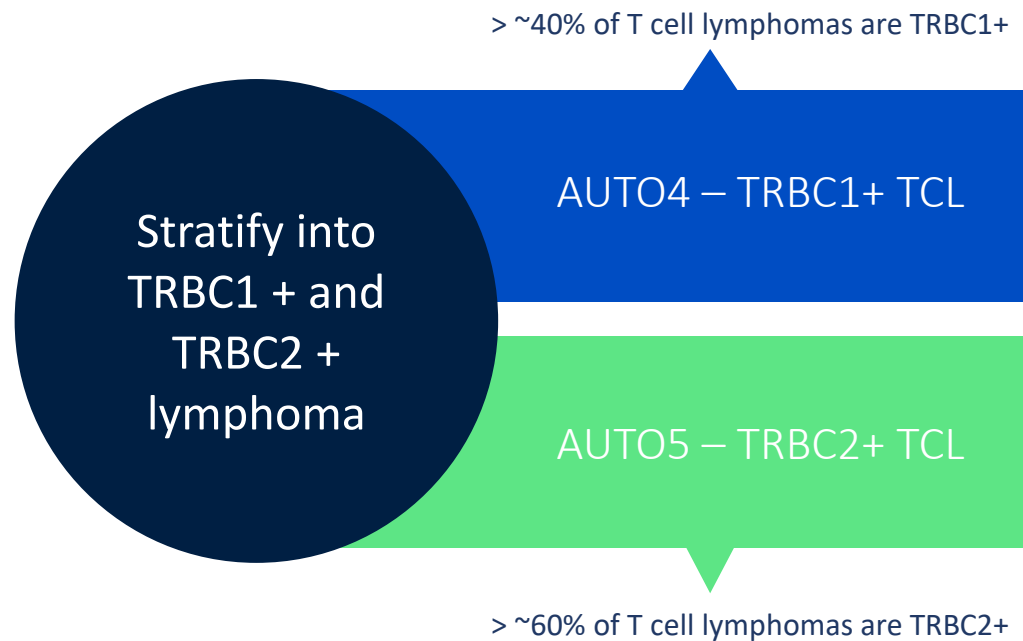 > ~40% of T cell lymphomas are TRBC1+
AUTO4 – TRBC1+ TCL
Stratify into
TRBC1 + and
TRBC2 +
lymphoma
AUTO5 – TRBC2+ TCL
> ~60% of T cell lymphomas are TRBC2+